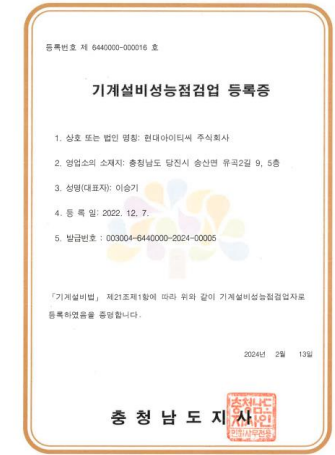 등록번호 제 6440000-000016 호
기계설비성능점검업 등록증
1. 상호 또는 법인 명칭: 현대아이티씨 주식회사
2. 영업소의 소재지: 충청남도 당진시 송산면 유곡2길 9, 5층
3. 성명(대표자): 이승기
4. 등 록 일: 2022. 12. 7.
5. 발급번호 : 003004-6440000-2024-00005
「기계설비법」 제21조제1항에 따라 위와 같이 기계설비성능점검업자로
등록하였음을 증명합니다.
2024년 2월 13일
충 청 남 도 지 사